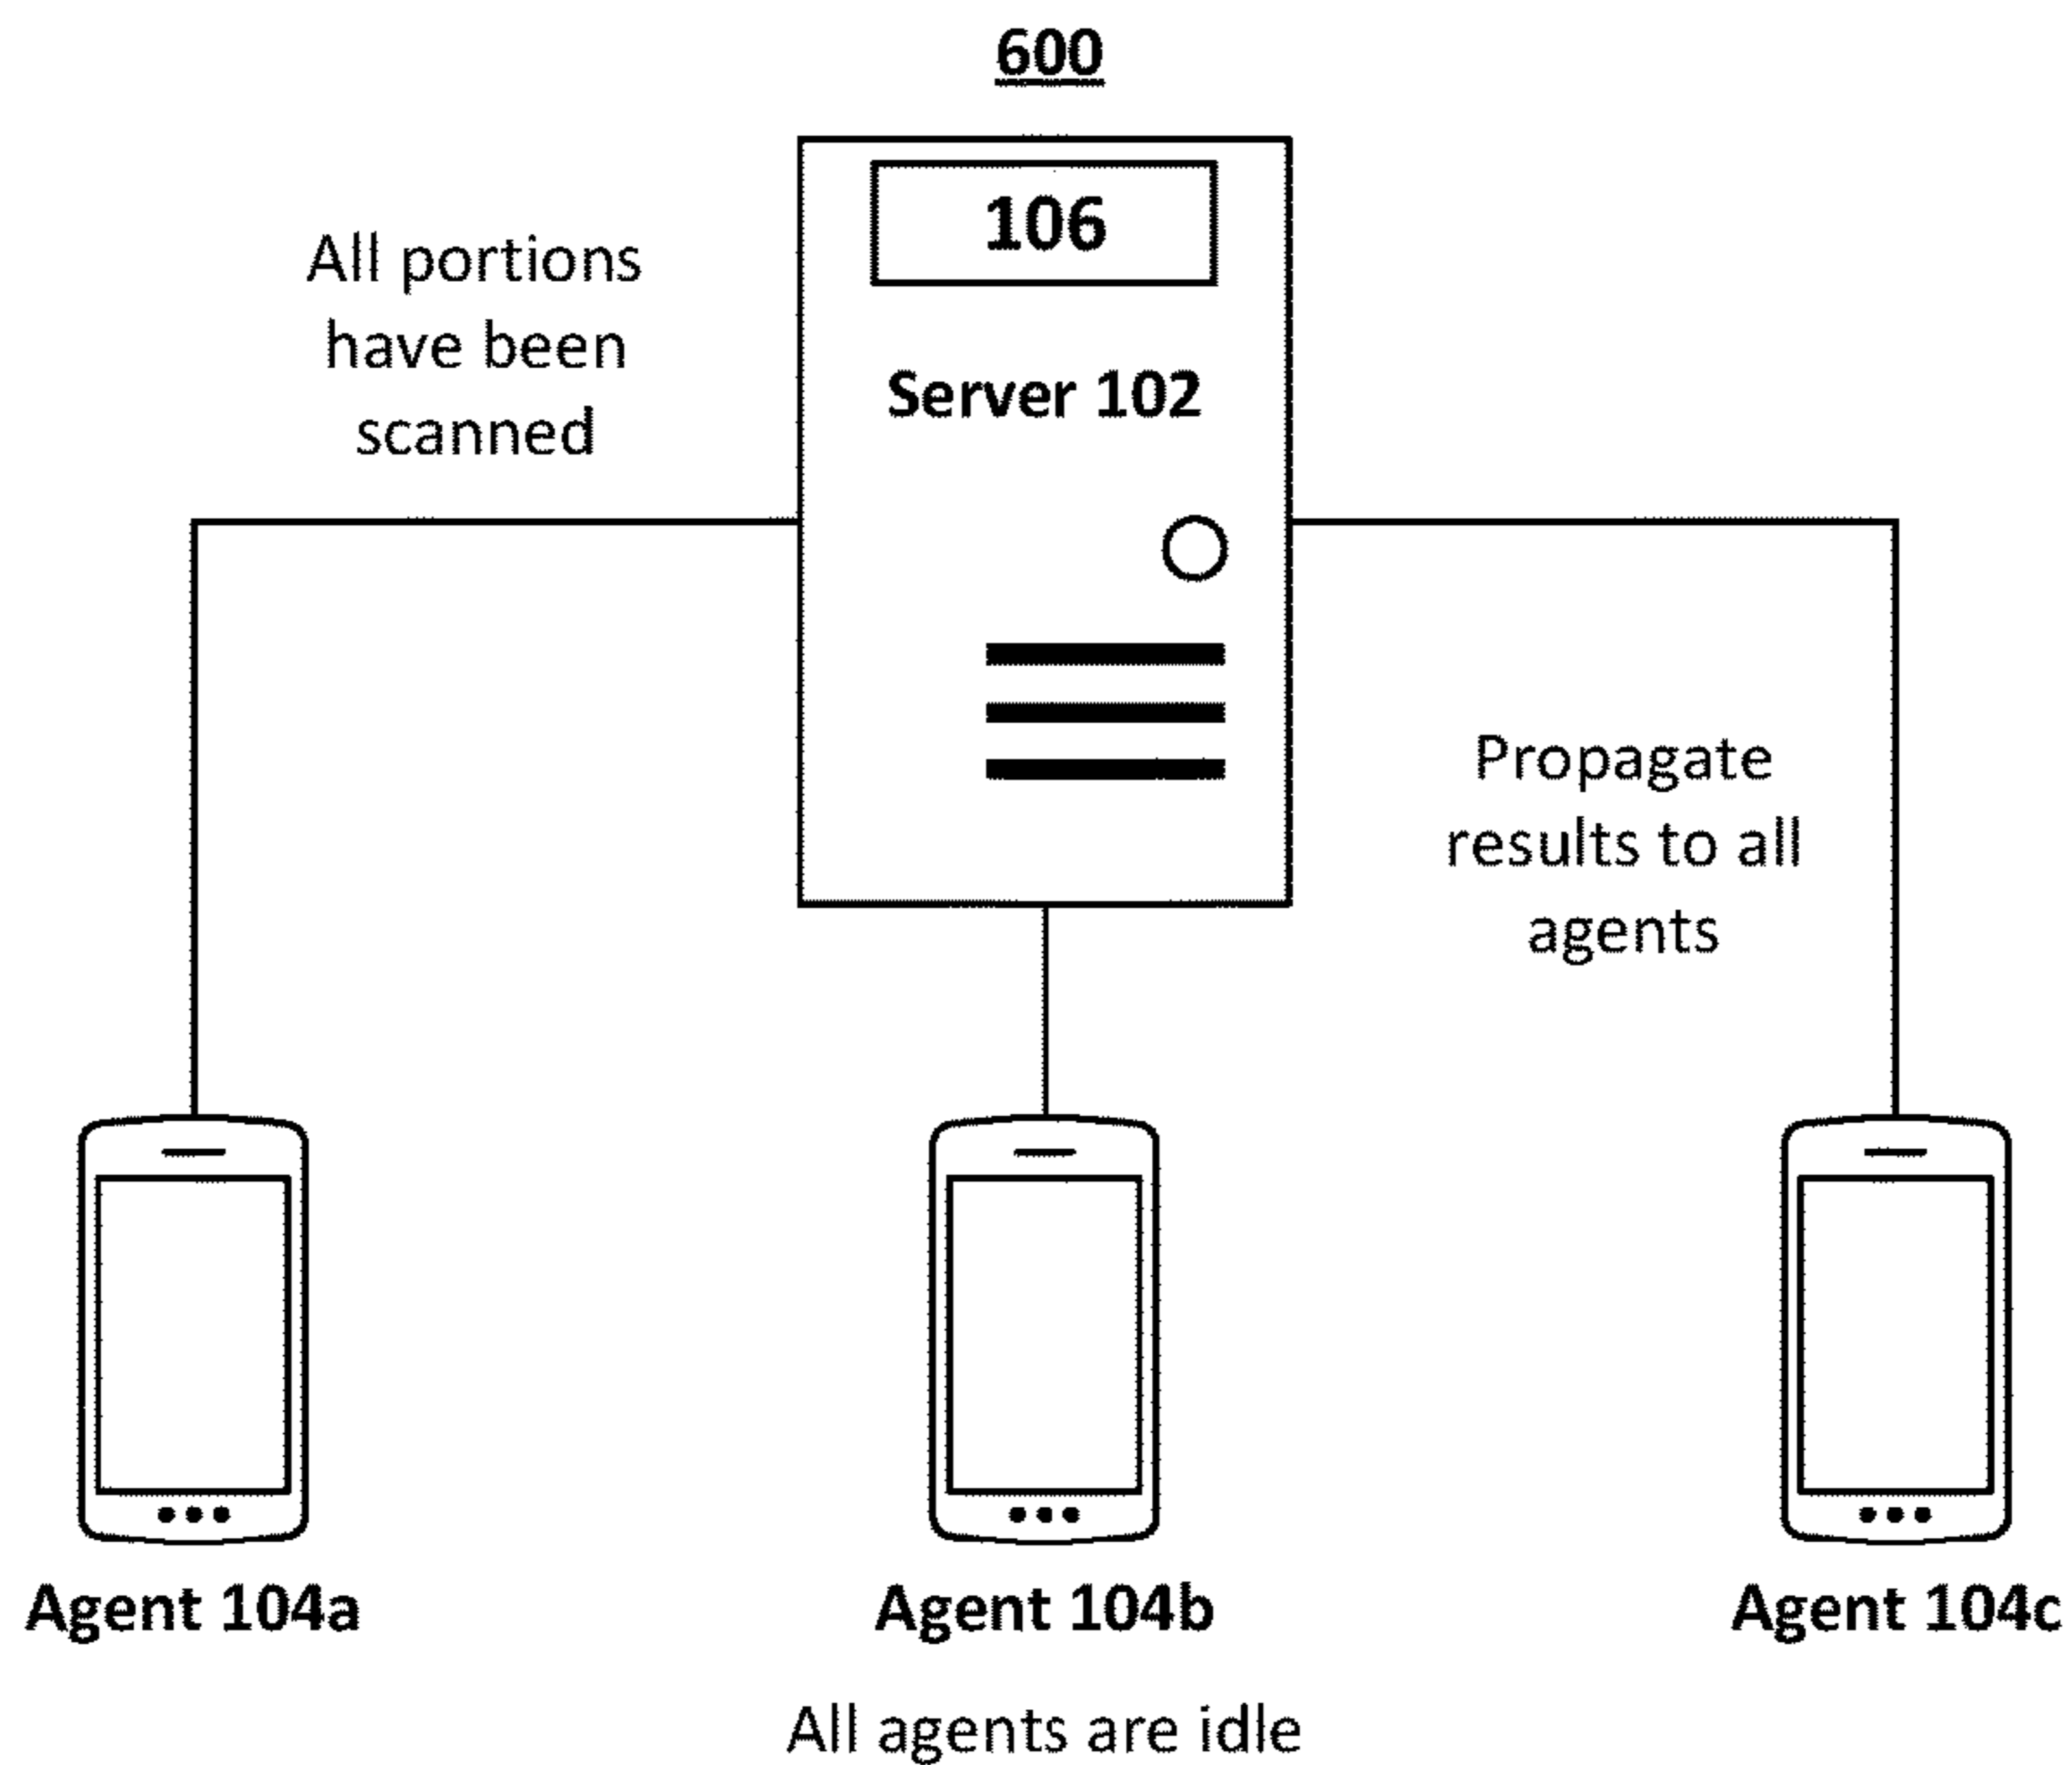 600
106
All portions
have been
scanned
Server 102
Propagate
results to all
agents
Agent 104a
Agent 104b
Agent 104c
All agents are idle